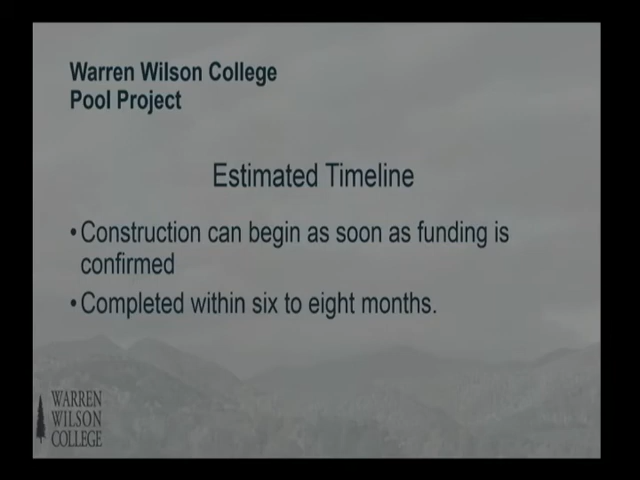 Warren Wilson College
Pool Project
Estimated Timeline
•Construction can begin as soon as funding is
confirmed
•Completed within six to eight months.
WARREN
WILSON
COLLEGE